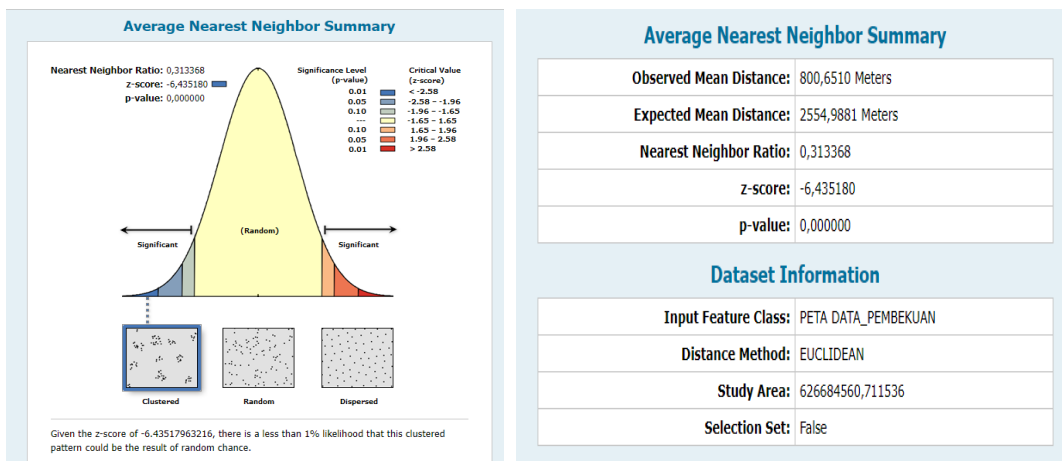 Average Nearest Neighbor Summary
Nearest Neighbor Ratio: 0,313368
z-score: -6,435180
p-value: 0,000000
Significance Level
(p-value)
Critical Value
(z-score)
0.01 < -2.58
0.05 -2.58 - -1.96
0.10 -1.96 - -1.65
--- -1.65 - 1.65
0.10 1.65 - 1.96
0.05 1.96 - 2.58
0.01 > 2.58
(Random)
Significant
Significant
Clustered
Random
Dispersed
Given the z-score of -6.43517963216, there is a less than 1% likelihood that this clustered
pattern could be the result of random chance.
Average Nearest Neighbor Summary
Observed Mean Distance: 800,6510 Meters
Expected Mean Distance: 2554,9881 Meters
Nearest Neighbor Ratio: 0,313368
z-score: -6,435180
p-value: 0,000000
Dataset Information
Input Feature Class: PETA DATA_PEMBEKUAN
Distance Method: EUCLIDEAN
Study Area: 626684560,711536
Selection Set: False